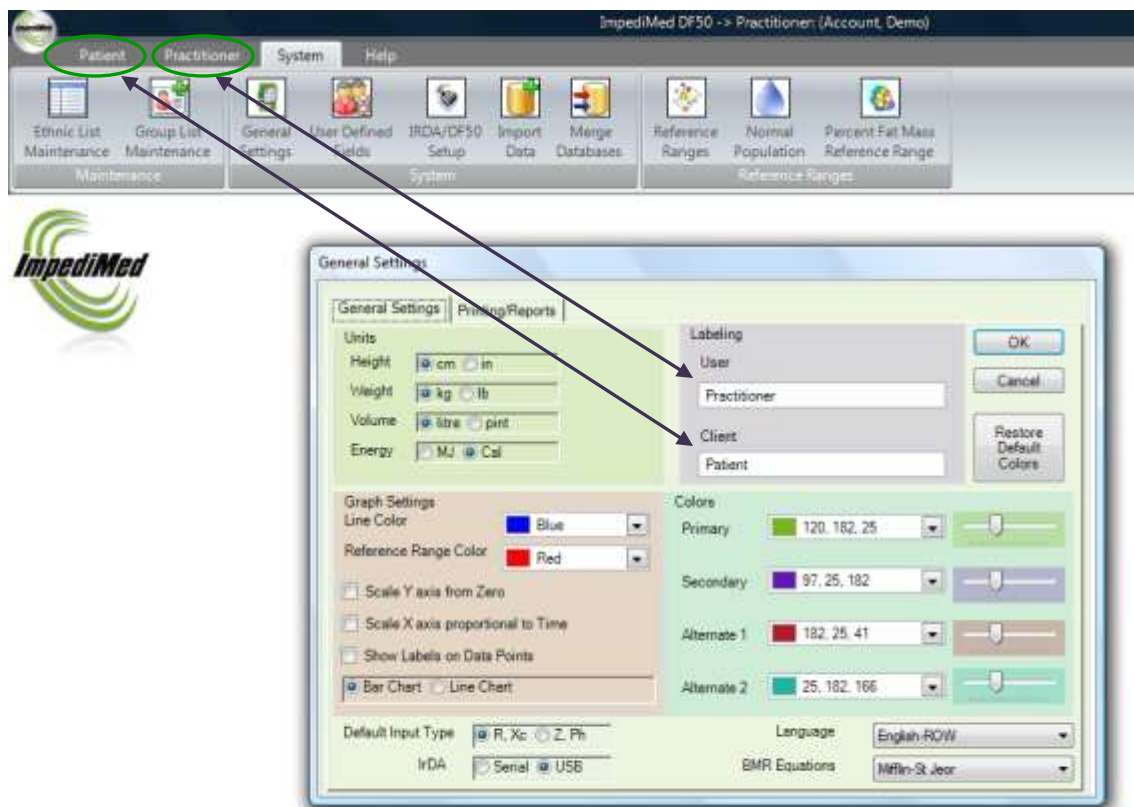 ImpediMed DF50 -> Practitioner: (Account, Demo)
Patient Practitioner System Help
Ethnic List Maintenance
Group List Maintenance
General Settings
User Defined Fields
IRDA/DF50 Setup
Import Data
Merge Databases
Reference Ranges
Normal Population
Percent Fat Mass Reference Range
Maintenance
System
Reference Ranges
ImpediMed
General Settings
General Settings Printing/Reports
Units
Height cm in
Weight kg lb
Volume litre pint
Energy MJ Cal
Labeling
User
Practitioner
Client
Patient
OK
Cancel
Restore Default Colors
Graph Settings
Line Color Blue
Reference Range Color Red
Scale Y axis from Zero
Scale X axis proportional to Time
Show Labels on Data Points
Bar Chart Line Chart
Colors
Primary 120, 182, 25
Secondary 97, 25, 182
Alternate 1 182, 25, 41
Alternate 2 25, 182, 166
Default Input Type R, Xc Z, Ph
IrDA Serial USB
Language English-ROW
BMR Equations Mifflin-St Jeor